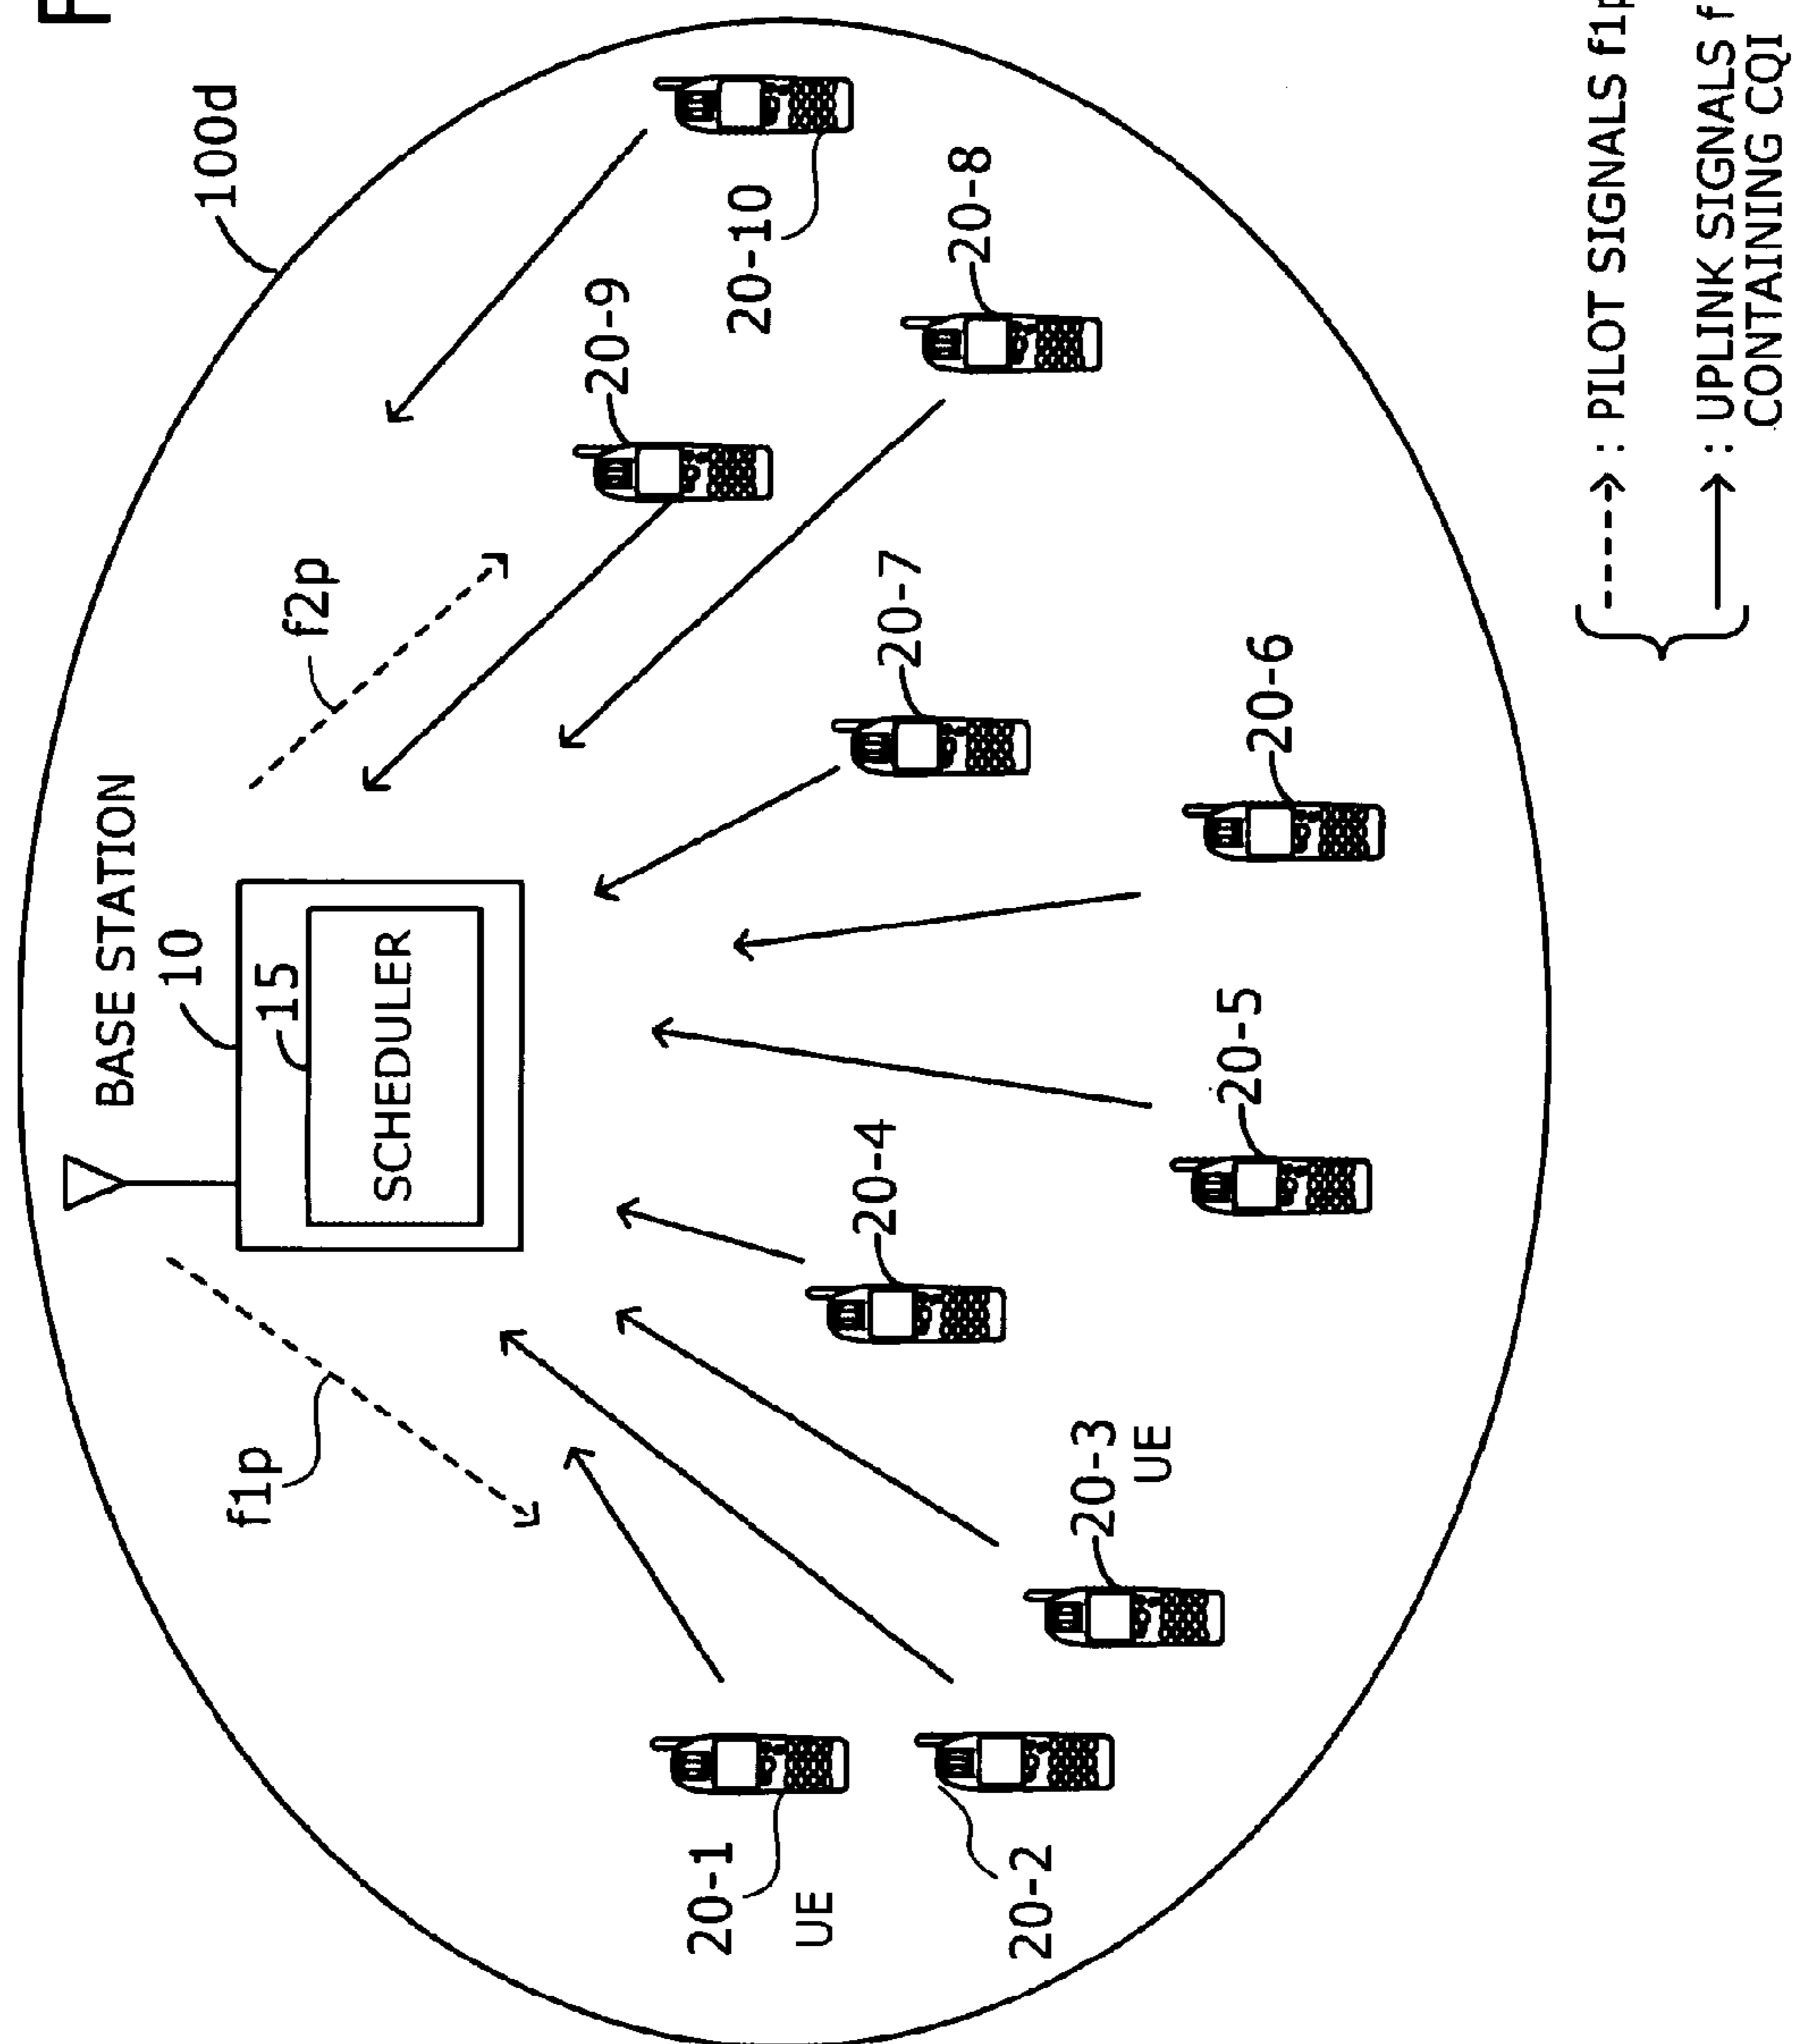 100d
BASE STATION
10
15
SCHEDULER
f1p
f2p
20-1
UE
20-2
20-3
UE
20-4
20-5
20-6
20-7
20-8
20-9
20-10
: PILOT SIGNALS f1p
: UPLINK SIGNALS f
CONTAINING CQI